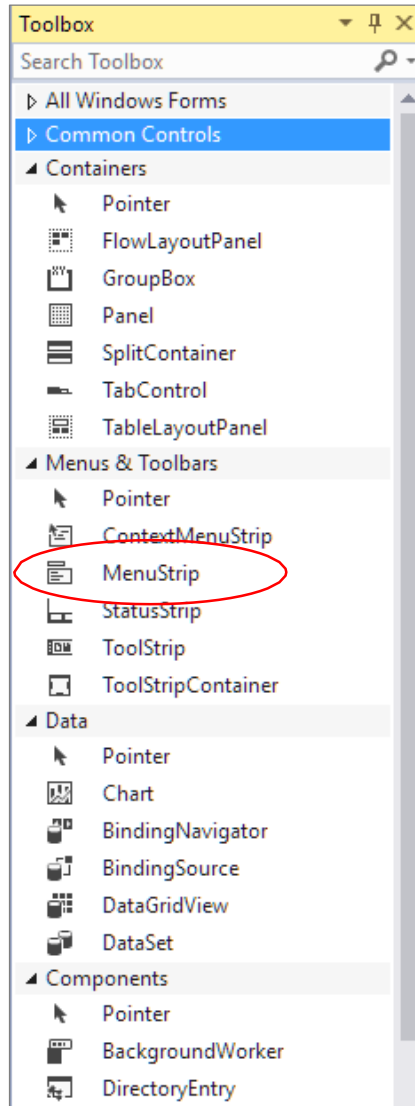 Toolbox
Search Toolbox
All Windows Forms
Common Controls
Containers
Pointer
FlowLayoutPanel
GroupBox
Panel
SplitContainer
TabControl
TableLayoutPanel
Menus & Toolbars
Pointer
ContextMenuStrip
MenuStrip
StatusStrip
ToolStrip
ToolStripContainer
Data
Pointer
Chart
BindingNavigator
BindingSource
DataGridView
DataSet
Components
Pointer
BackgroundWorker
DirectoryEntry